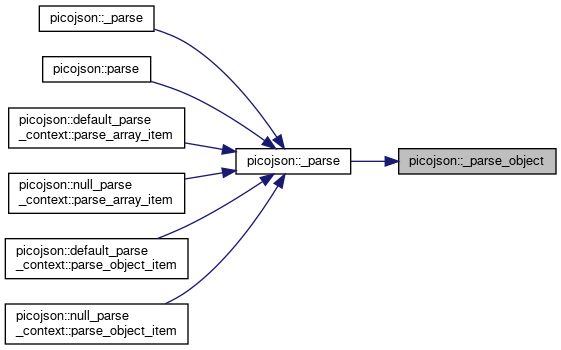 picojson::_parse
picojson::parse
picojson::default_parse
_context::parse_array_item
picojson::null_parse
_context::parse_array_item
picojson::default_parse
_context::parse_object_item
picojson::null_parse
_context::parse_object_item
picojson::_parse
picojson::_parse_object